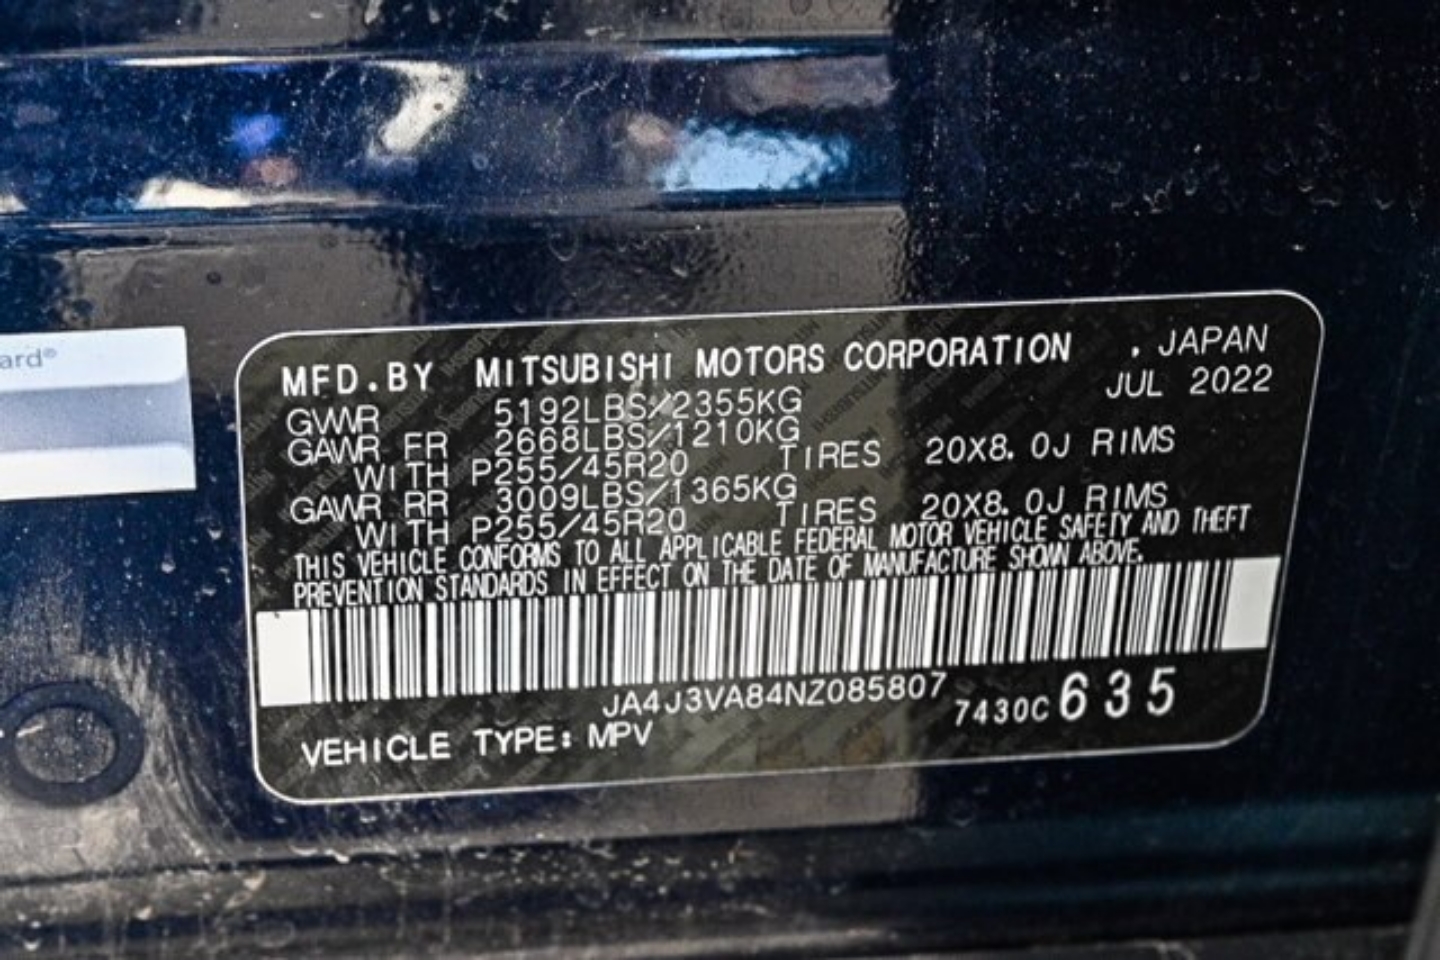 ard®
MFD.BY MITSUBISHI MOTORS CORPORATION , JAPAN
JUL 2022
GVWR 5192LBS/2355KG
GAWR FR 2668LBS/1210KG
WITH P255/45R20 TIRES 20X8.0J RIMS
GAWR RR 3009LBS/1365KG
WITH P255/45R20 TIRES 20X8.0J RIMS
THIS VEHICLE CONFORMS TO ALL APPLICABLE FEDERAL MOTOR VEHICLE SAFETY AND THEFT
PREVENTION STANDARDS IN EFFECT ON THE DATE OF MANUFACTURE SHOWN ABOVE.
JA4J3VA84NZ085807
7430C 635
VEHICLE TYPE: MPV